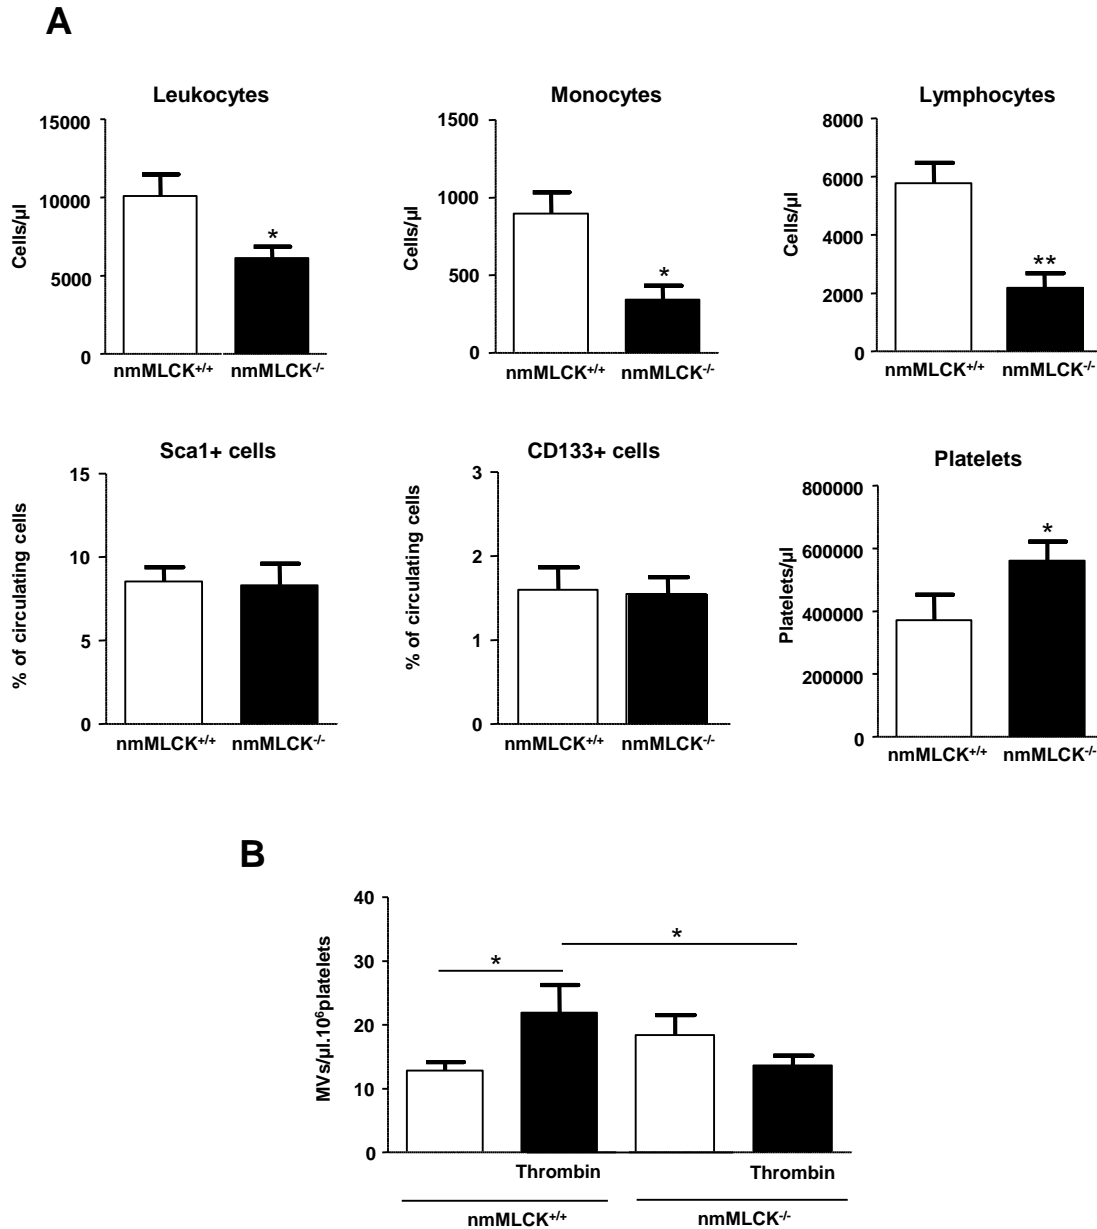 A
Leukocytes
15000
10000
5000
0
Cells/µl
*
nmMLCK+/+ nmMLCK-/-
Monocytes
1500
1000
500
0
Cells/µl
*
nmMLCK+/+ nmMLCK-/-
Lymphocytes
8000
6000
4000
2000
0
Cells/µl
**
nmMLCK+/+ nmMLCK-/-
Sca1+ cells
15
10
5
0
% of circulating cells
nmMLCK+/+ nmMLCK-/-
CD133+ cells
3
2
1
0
% of circulating cells
nmMLCK+/+ nmMLCK-/-
Platelets
800000
600000
400000
200000
0
Platelets/µl
*
nmMLCK+/+ nmMLCK-/-
B
40
30
20
10
0
MVs/µl.10⁶platelets
*
*
Thrombin Thrombin
nmMLCK+/+ nmMLCK-/-